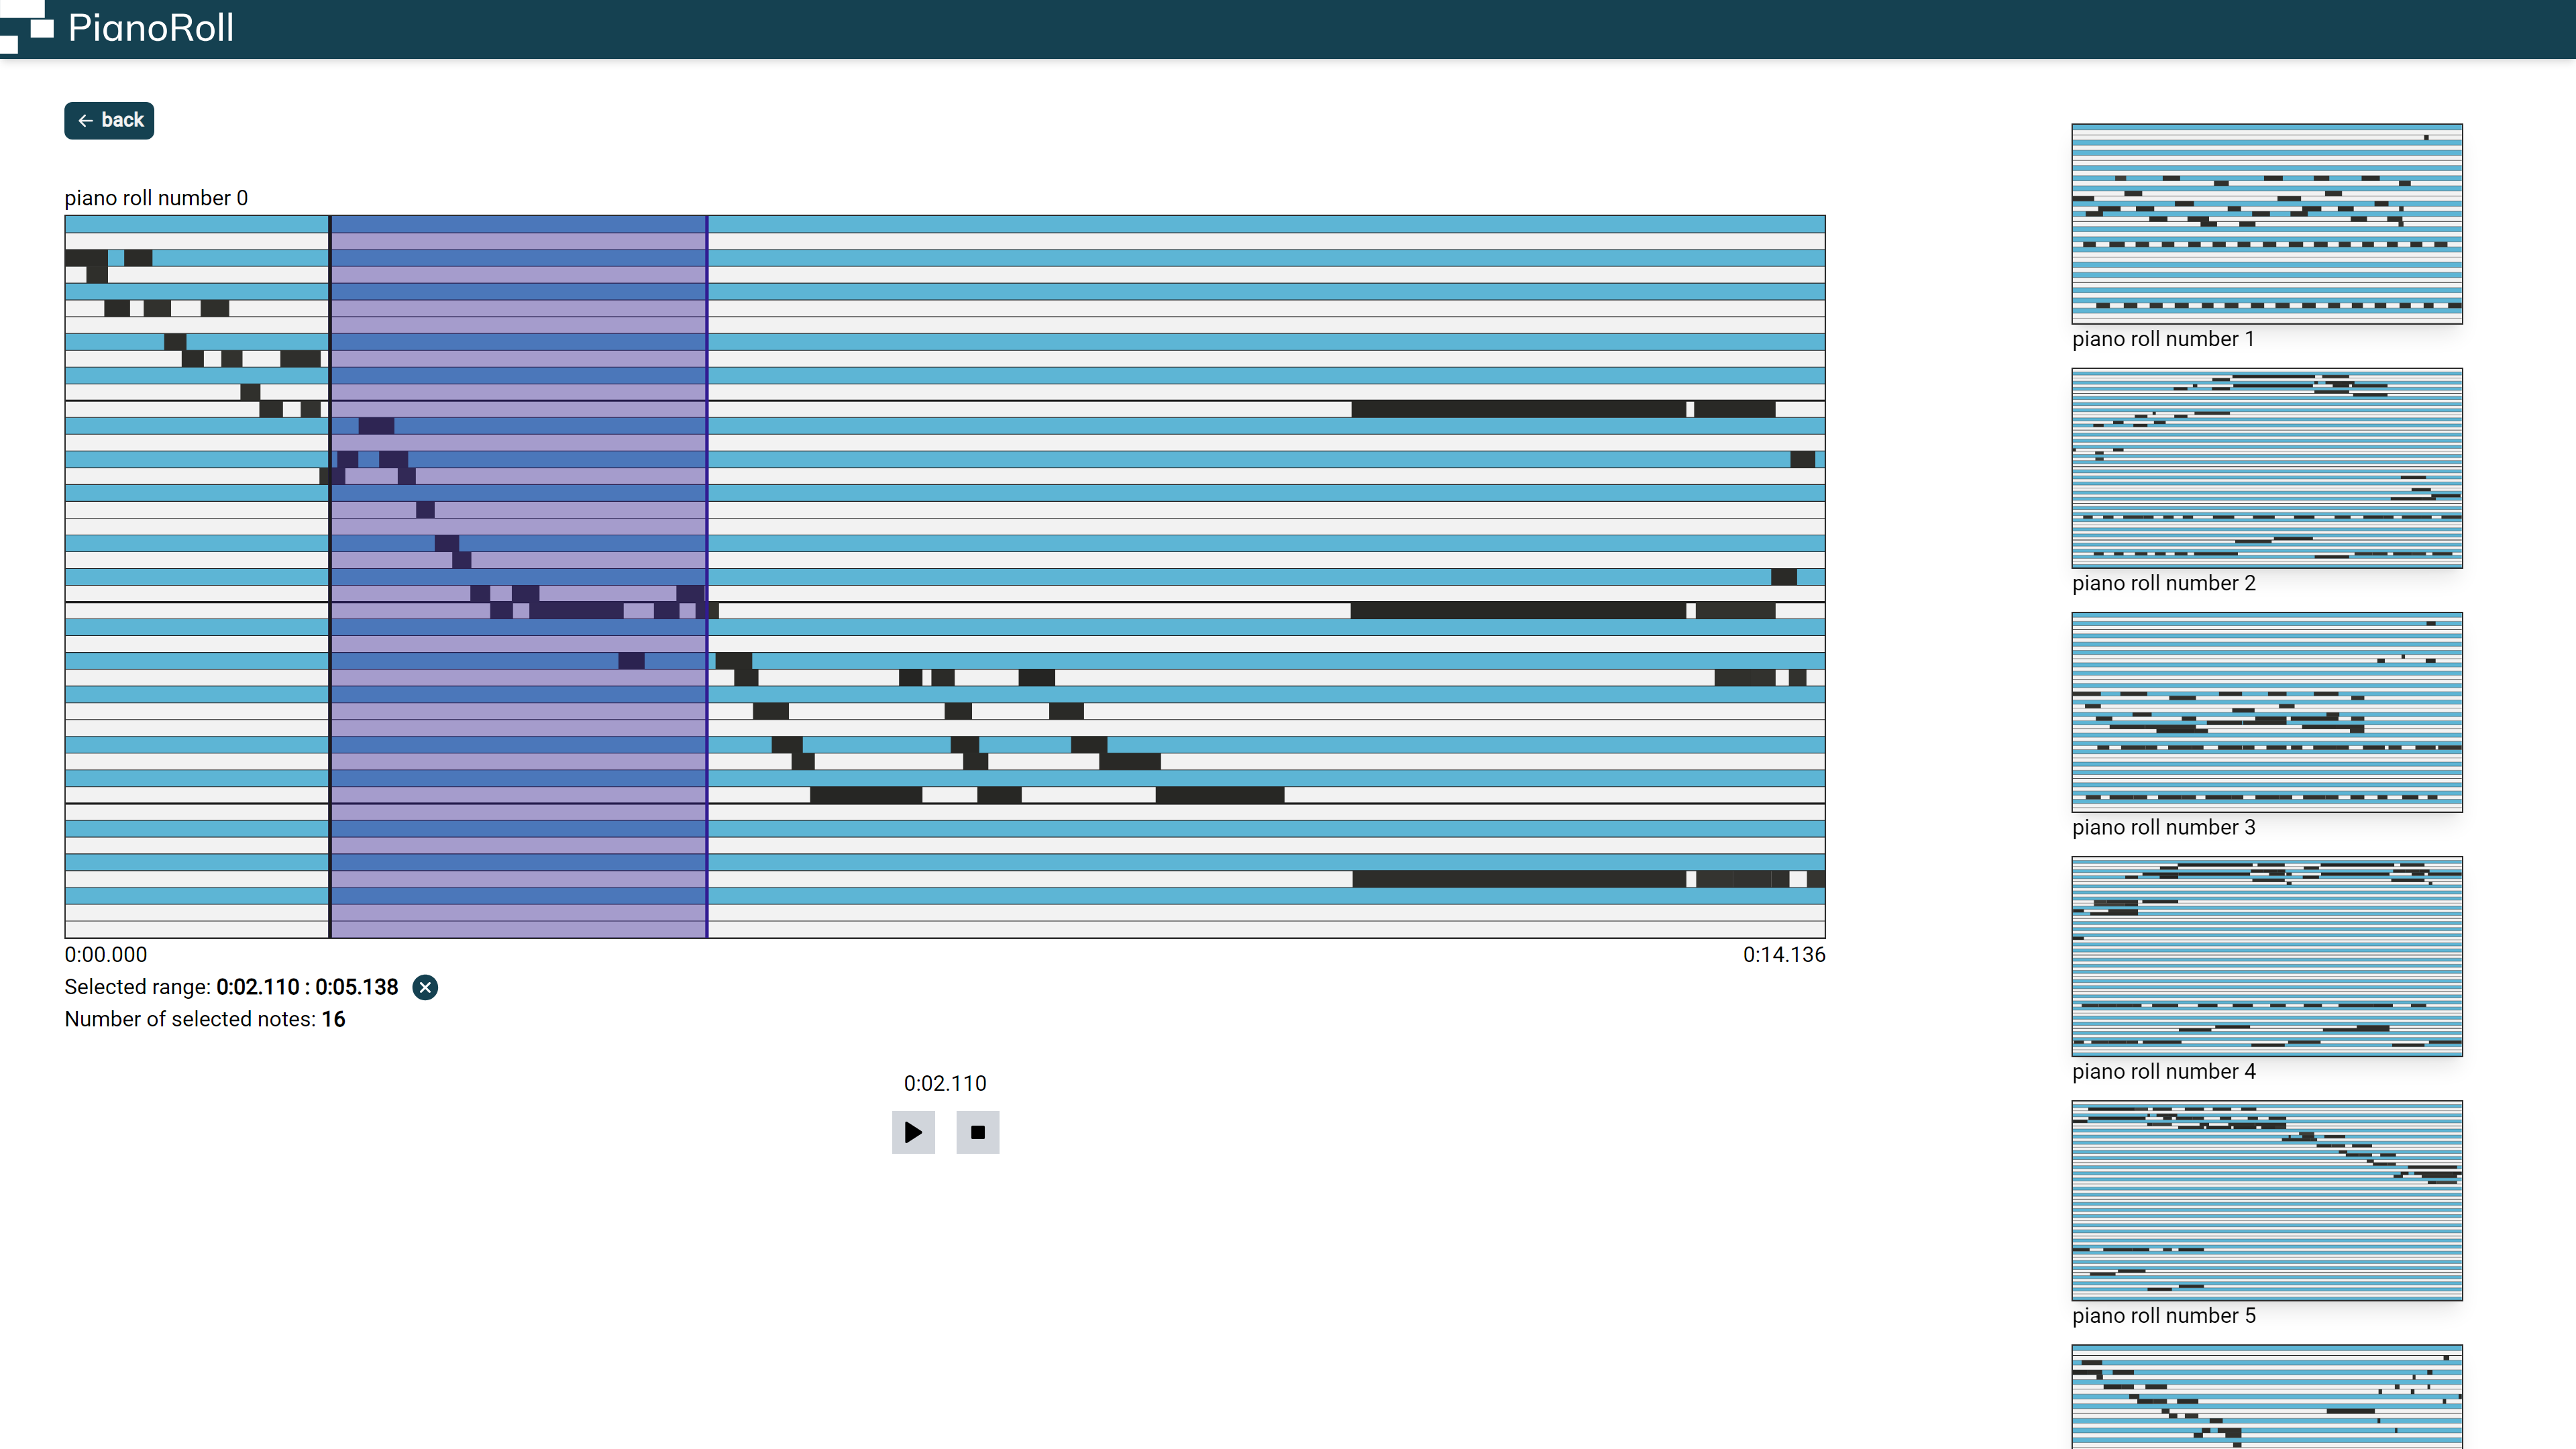 PianoRoll
← back
piano roll number 0
0:00.000
0:14.136
Selected range: 0:02.110 : 0:05.138
Number of selected notes: 16
0:02.110
piano roll number 1
piano roll number 2
piano roll number 3
piano roll number 4
piano roll number 5